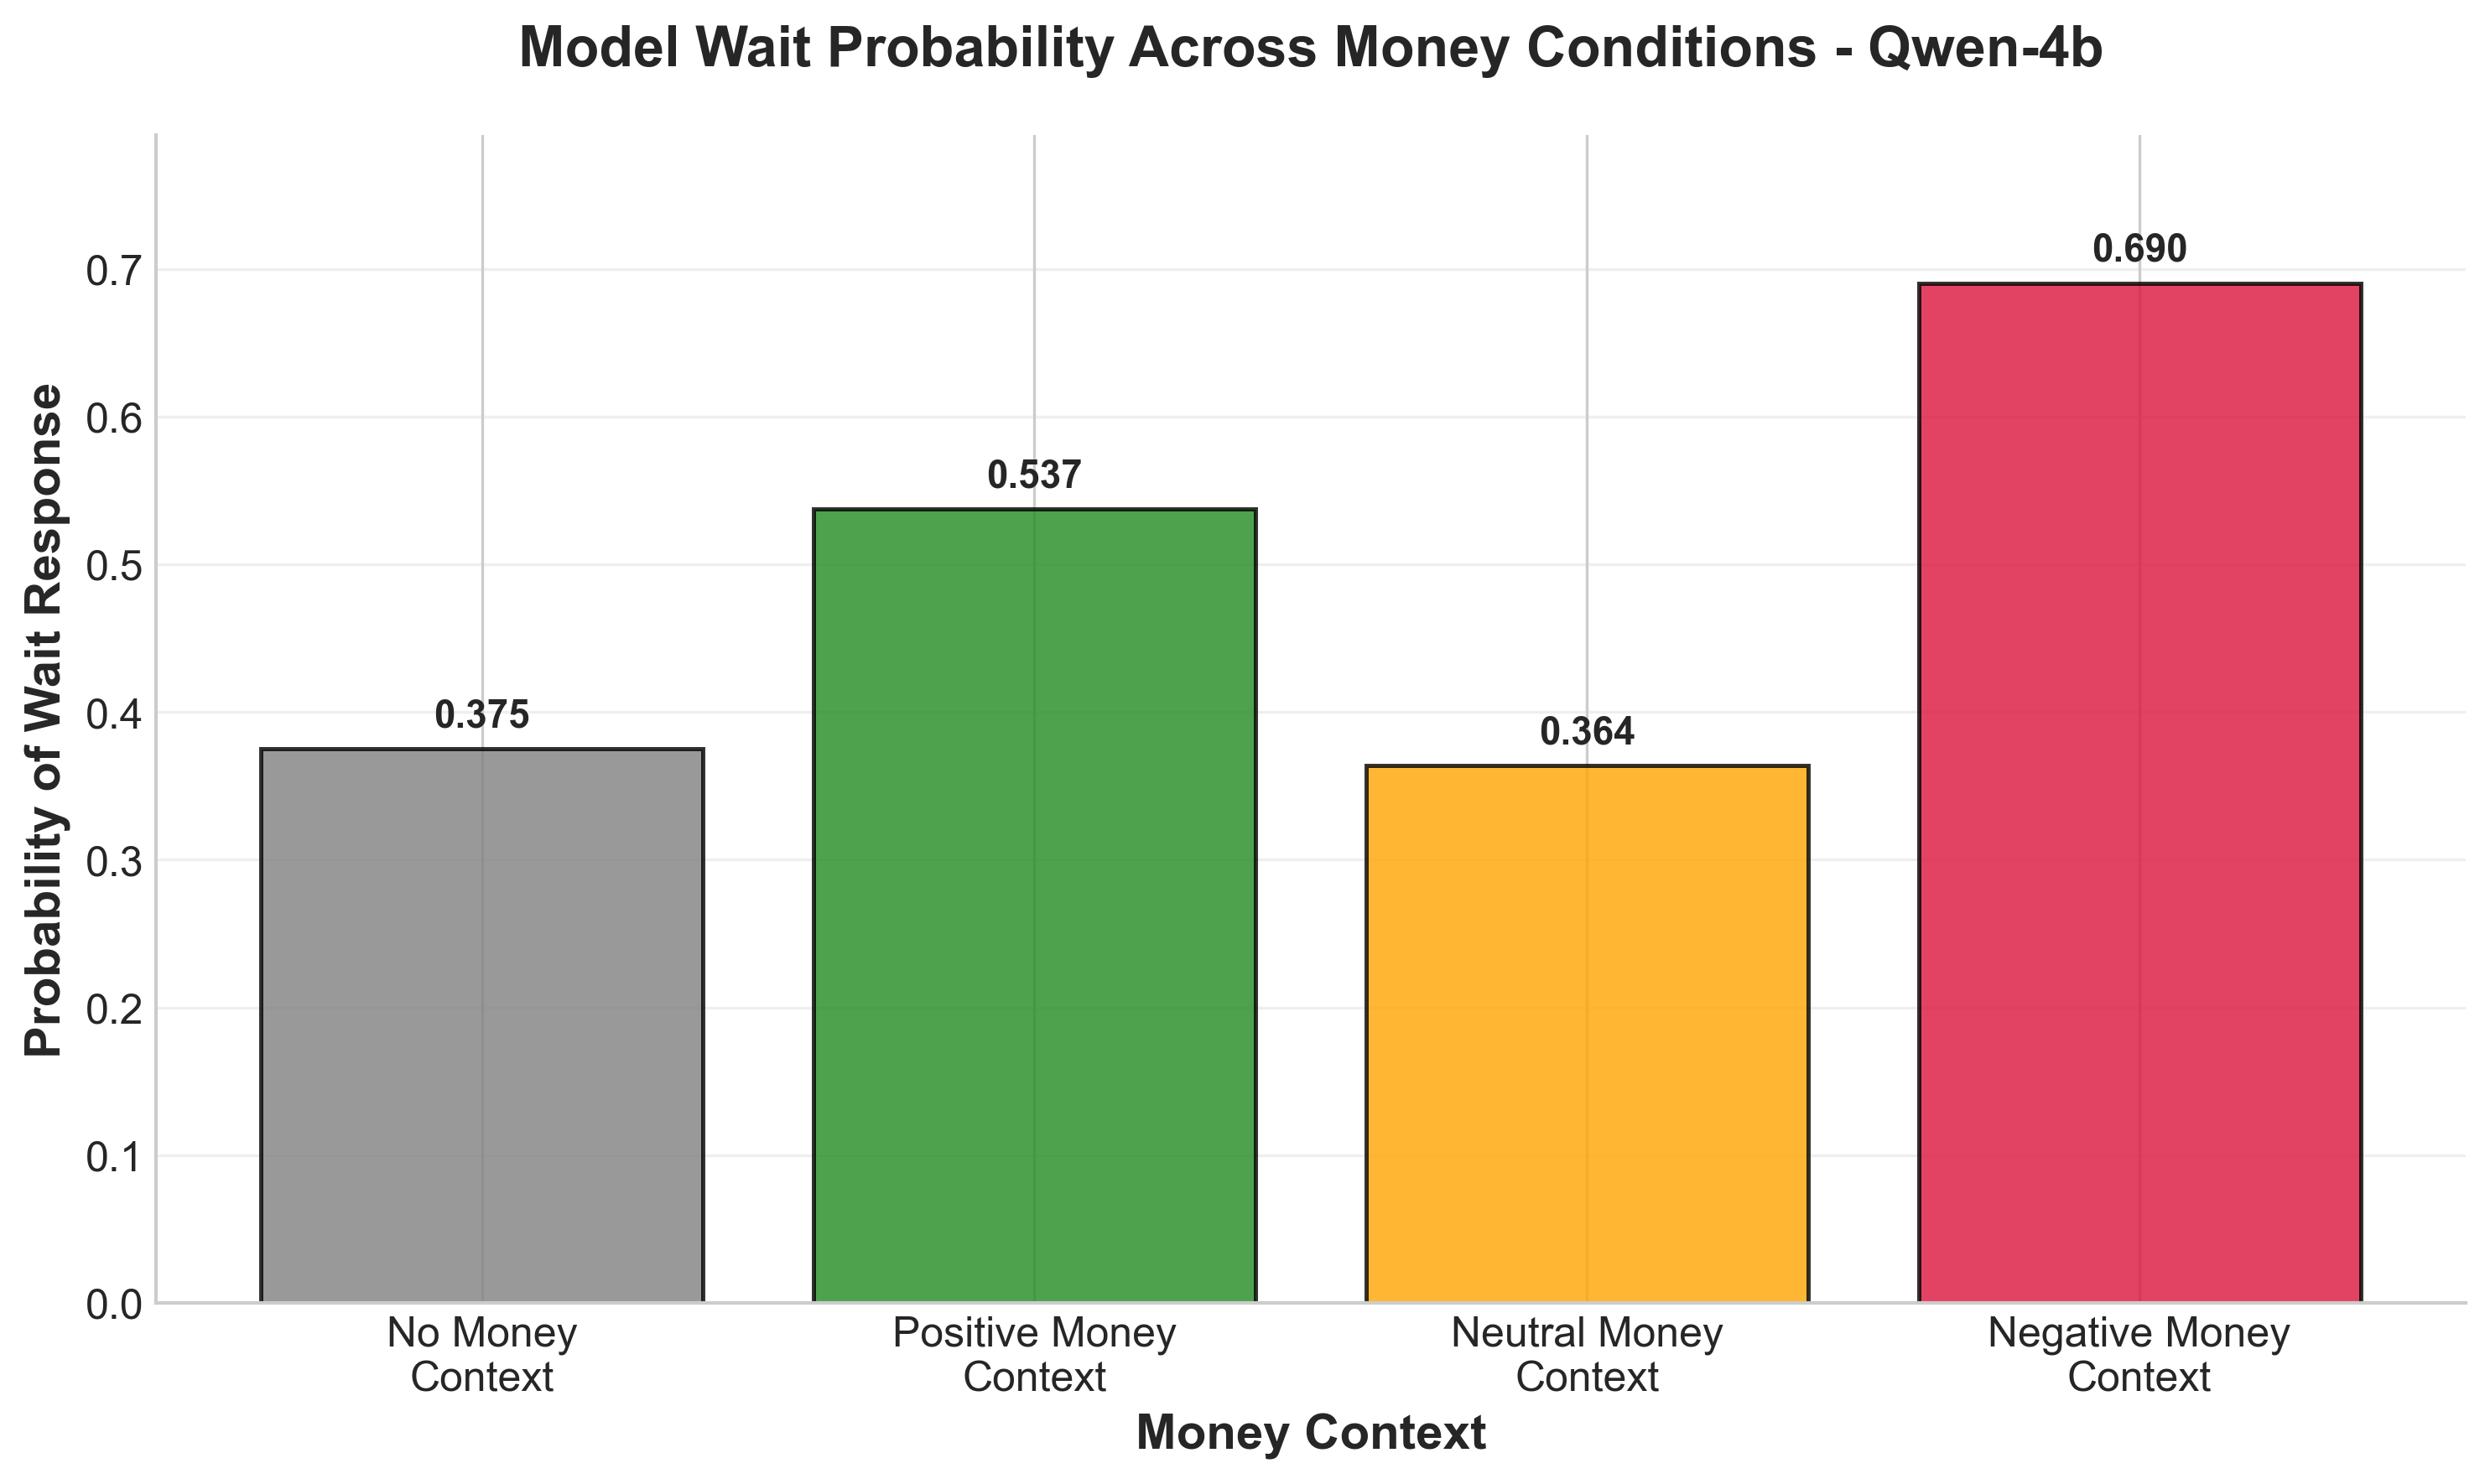 Model Wait Probability Across Money Conditions - Qwen-4b
Probability of Wait Response
0.7
0.6
0.5
0.4
0.3
0.2
0.1
0.0
0.375
0.537
0.364
0.690
No Money
Context
Positive Money
Context
Neutral Money
Context
Negative Money
Context
Money Context